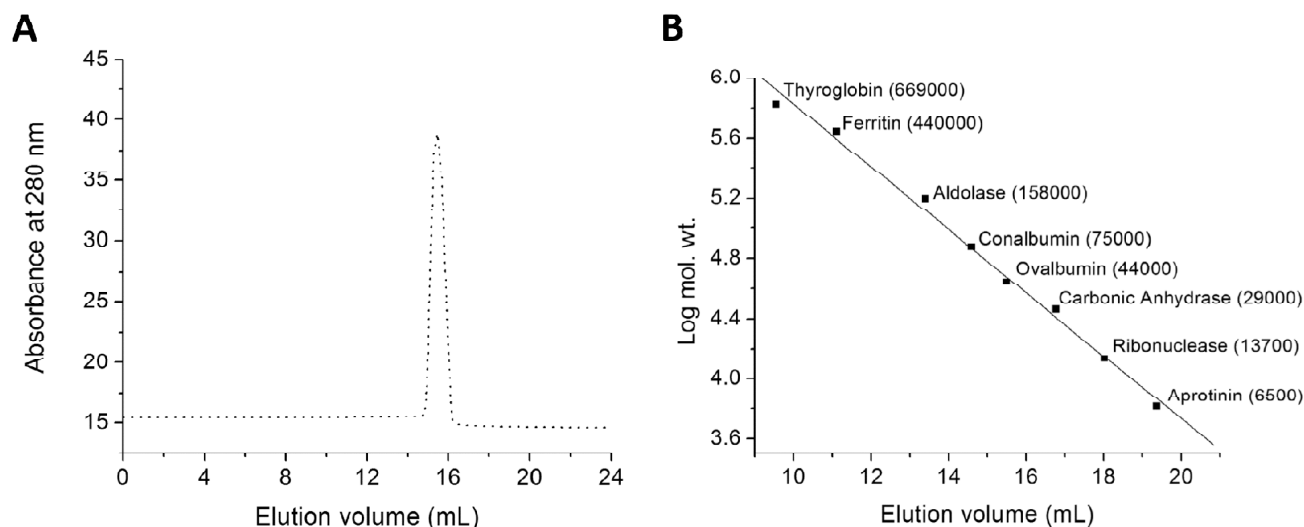 A
45
40
35
30
25
20
15
0
4
8
12
16
20
24
Absorbance at 280 nm
Elution volume (mL)
B
6.0
5.6
5.2
4.8
4.4
4.0
3.6
10
12
14
16
18
20
Log mol. wt.
Elution volume (mL)
Thyroglobin (669000)
Ferritin (440000)
Aldolase (158000)
Conalbumin (75000)
Ovalbumin (44000)
Carbonic Anhydrase (29000)
Ribonuclease (13700)
Aprotinin (6500)